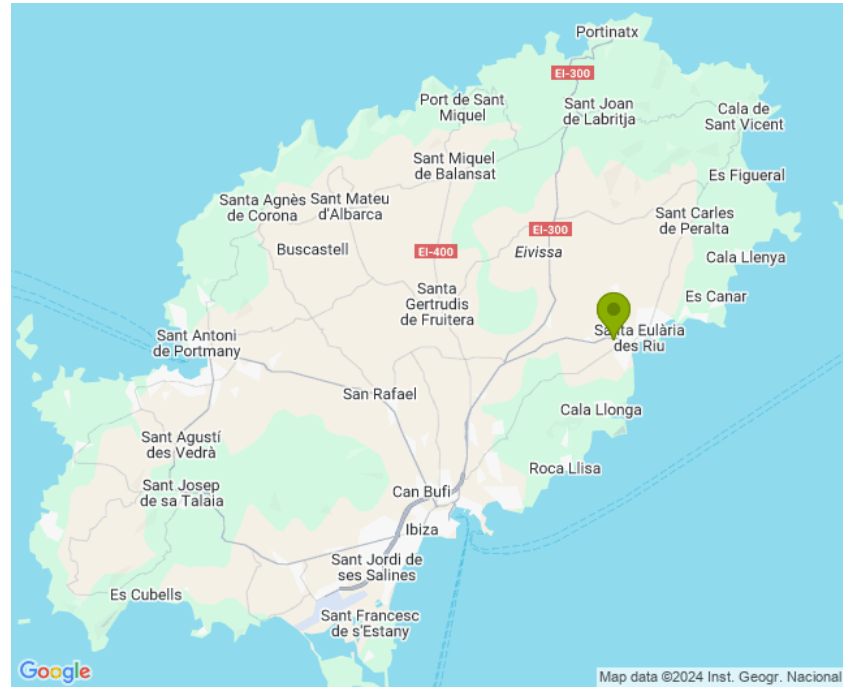 Portinatx
EI-300
Port de Sant
Miquel
Sant Joan
de Labritja
Cala de
Sant Vicent
Sant Miquel
de Balansat
Es Figueral
Santa Agnès
de Corona
Sant Mateu
d'Albarca
Sant Carles
de Peralta
EI-300
Buscastell
EI-400
Eivissa
Cala Llenya
Santa
Gertrudis
de Fruitera
Es Canar
Sant Antoni
de Portmany
Santa Eulària
des Riu
San Rafael
Cala Llonga
Sant Agustí
des Vedrà
Roca Llisa
Sant Josep
de sa Talaia
Can Bufí
Ibiza
Sant Jordi de
ses Salines
Es Cubells
Sant Francesc
de s'Estany
Google
Map data ©2024 Inst. Geogr. Nacional